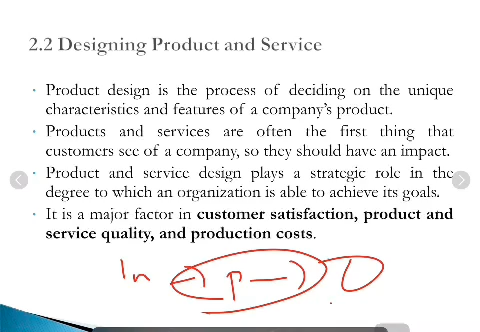 2.2 Designing Product and Service
• Product design is the process of deciding on the unique
characteristics and features of a company's product.
• Products and services are often the first thing that
customers see of a company, so they should have an impact.
• Product and service design plays a strategic role in the
degree to which an organization is able to achieve its goals.
• It is a major factor in customer satisfaction, product and
service quality, and production costs.
In → P → O